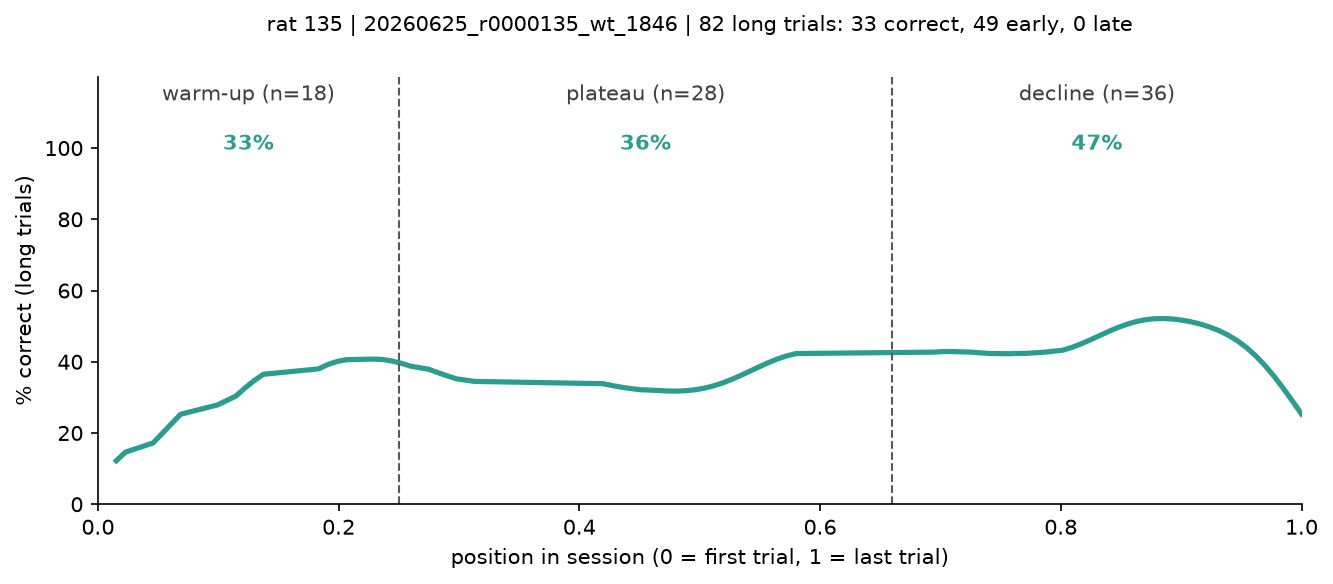 rat 135 | 20260625_r0000135_wt_1846 | 82 long trials: 33 correct, 49 early, 0 late
warm-up (n=18)
plateau (n=28)
decline (n=36)
33%
36%
47%
% correct (long trials)
100
80
60
40
20
0
0.0
0.2
0.4
0.6
0.8
1.0
position in session (0 = first trial, 1 = last trial)